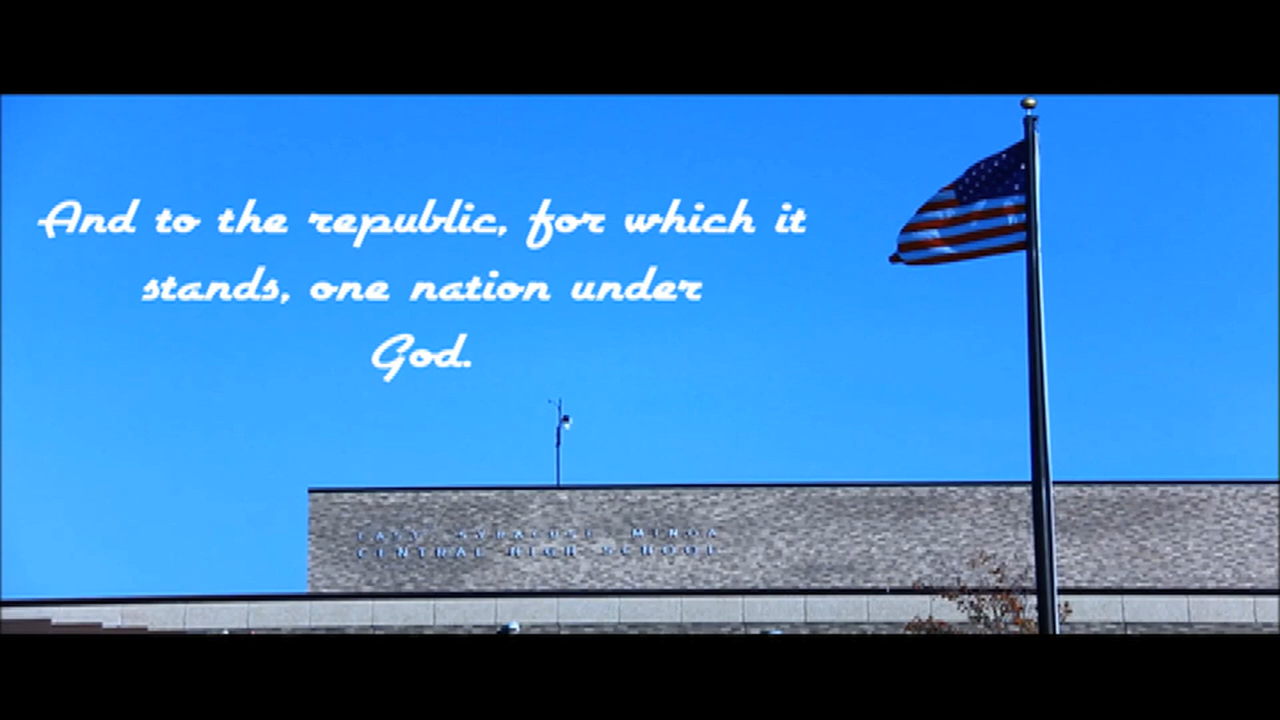 And to the republic, for which it
stands, one nation under
God.
EAST SYRACUSE MINOA
CENTRAL HIGH SCHOOL